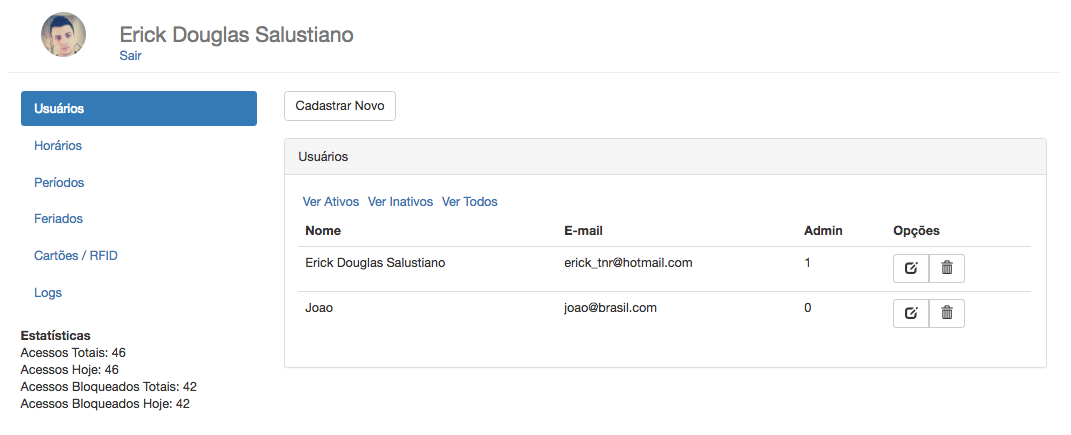 Erick Douglas Salustiano
Sair
Usuários
Horários
Períodos
Feriados
Cartões / RFID
Logs
Estatísticas
Acessos Totais: 46
Acessos Hoje: 46
Acessos Bloqueados Totais: 42
Acessos Bloqueados Hoje: 42
Cadastrar Novo
Usuários
Ver Ativos Ver Inativos Ver Todos
Nome E-mail Admin Opções
Erick Douglas Salustiano erick_tnr@hotmail.com 1
Joao joao@brasil.com 0